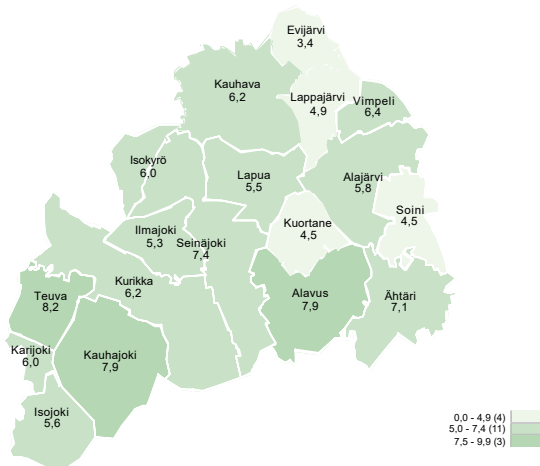 Evijärvi
3,4
Kauhava
6,2
Lappajärvi
4,9
Vimpeli
6,4
Isokyrö
6,0
Lapua
5,5
Alajärvi
5,8
Soini
4,5
Kuortane
4,5
Ilmajoki
5,3
Seinäjoki
7,4
Kurikka
6,2
Teuva
8,2
Alavus
7,9
Ähtäri
7,1
Karijoki
6,0
Kauhajoki
7,9
Isojoki
5,6
0,0 - 4,9 (4)
5,0 - 7,4 (11)
7,5 - 9,9 (3)